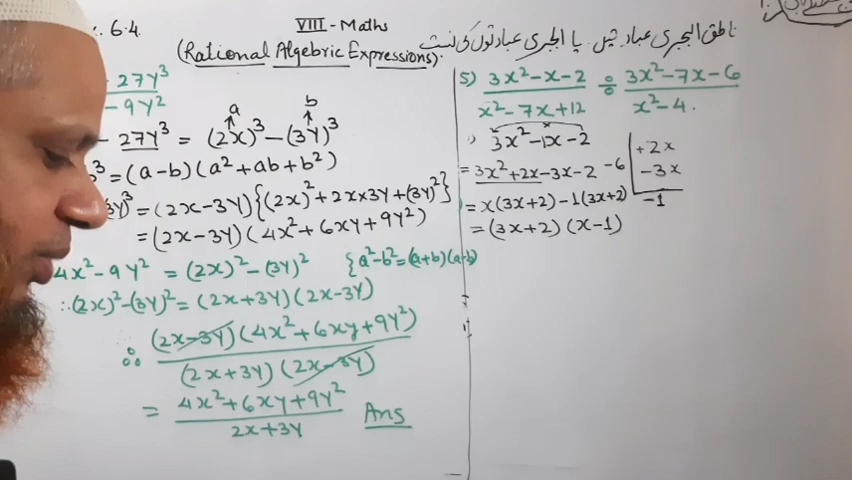 6.4 VIII - Maths
(Rational Algebric Expressions). ناطق الجبری عبارتیں یا الجبری عبارتوں کی نسبت
27y³
- 9y²
a b
- 27y³ = (2x)³ - (3y)³
b³ = (a-b)(a² + ab + b²)
3y)³ = (2x-3y){(2x)² + 2x×3y + (3y)²}
= (2x-3y)(4x² + 6xy + 9y²)
4x² - 9y² = (2x)² - (3y)² {a²-b² = (a+b)(a-b)
∴ (2x)² - (3y)² = (2x+3y)(2x-3y)
∴ (2x-3y)(4x² + 6xy + 9y²)
(2x+3y)(2x-3y)
= 4x² + 6xy + 9y²
2x+3y Ans
5) 3x²-x-2 ÷ 3x²-7x-6
x²-7x+12 x²-4.
3x²-1x-2
= 3x²+2x-3x-2 -6
+2x
-3x
-1
= x(3x+2) -1(3x+2)
= (3x+2)(x-1)